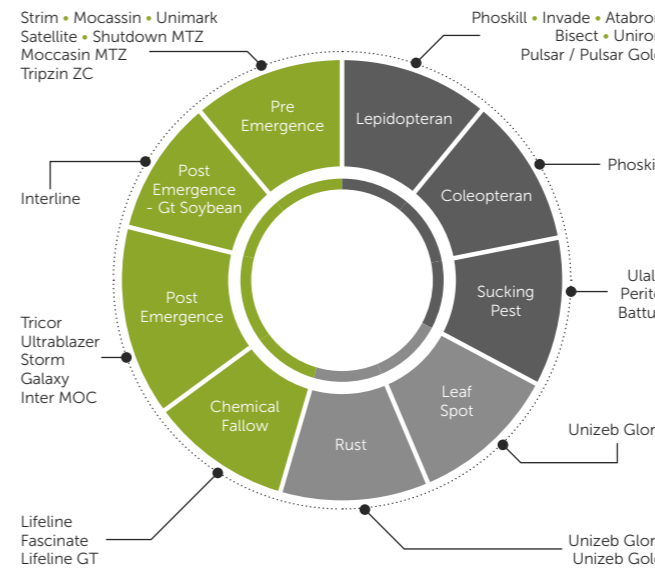 Strim • Mocassin • Unimark
Satellite • Shutdown MTZ
Moccasin MTZ
Tripzin ZC
Phoskill • Invade • Atabron
Bisect • Uniron
Pulsar / Pulsar Gold
Pre
Emergence
Lepidopteran
Post
Emergence
- Gt Soybean
Coleopteran
Interline
Post
Emergence
Sucking
Pest
Tricor
Ultrablazer
Storm
Galaxy
Inter MOC
Chemical
Fallow
Rust
Leaf
Spot
Lifeline
Fascinate
Lifeline GT